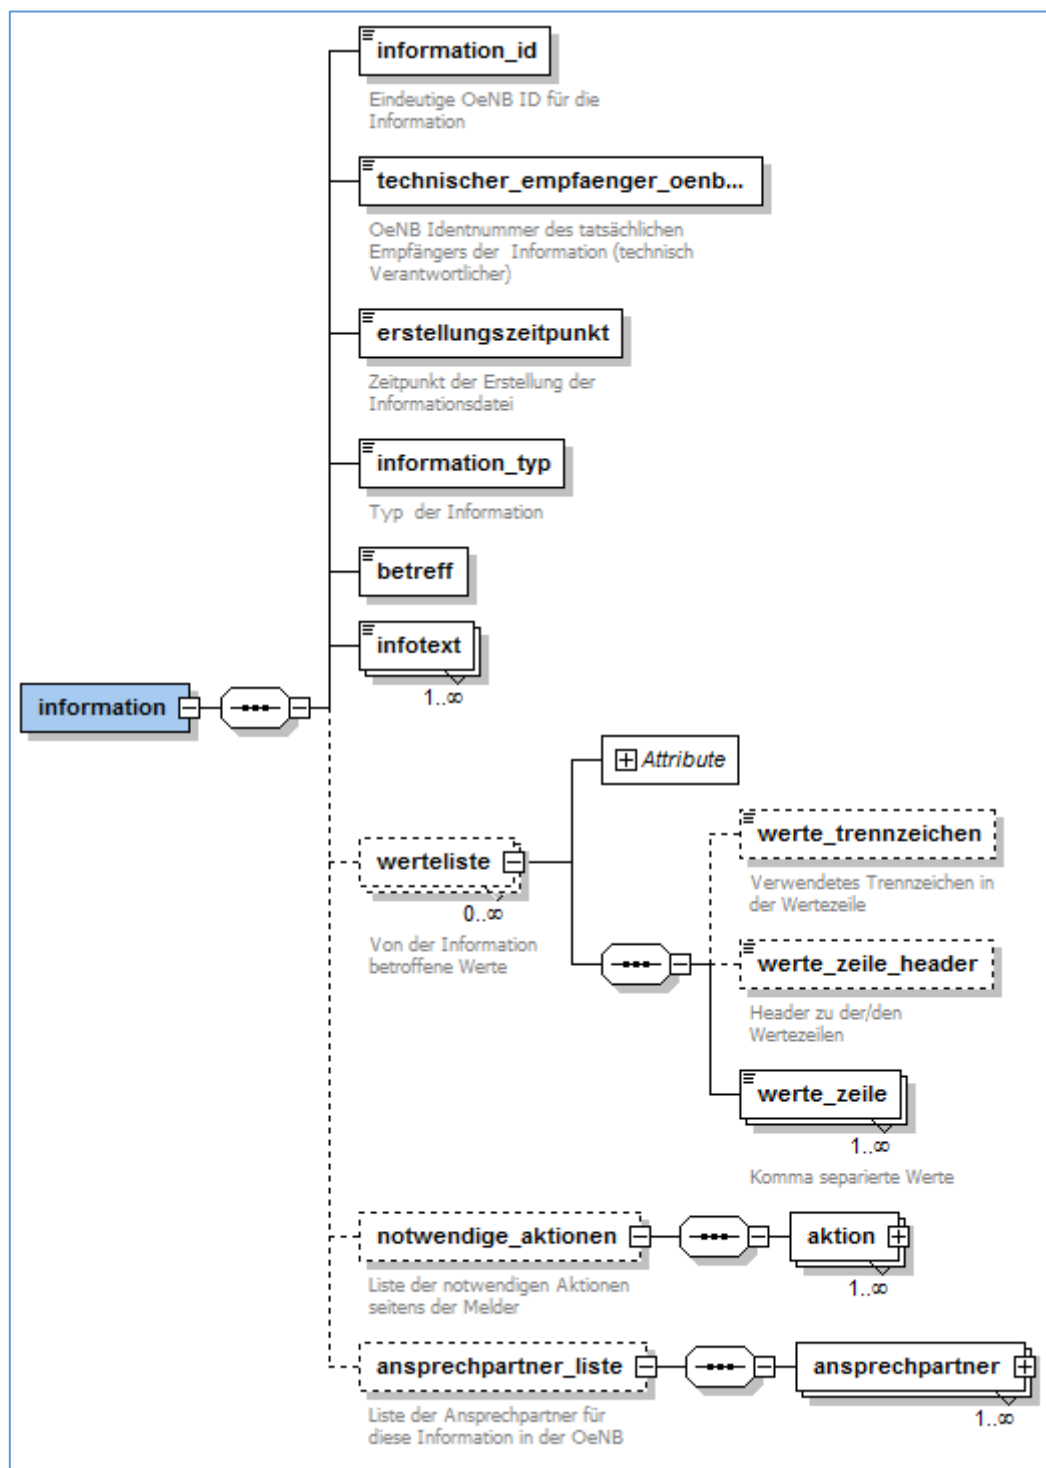 information_id
Eindeutige OeNB ID für die
Information
technischer_empfaenger_oenb...
OeNB Identnummer des tatsächlichen
Empfängers der  Information (technisch
Verantwortlicher)
erstellungszeitpunkt
Zeitpunkt der Erstellung der
Informationsdatei
information_typ
Typ  der Information
betreff
infotext
1..∞
information
Attribute
werteliste
0..∞
Von der Information
betroffene Werte
werte_trennzeichen
Verwendetes Trennzeichen in
der Wertezeile
werte_zeile_header
Header zu der/den
Wertezeilen
werte_zeile
1..∞
Komma separierte Werte
notwendige_aktionen
Liste der notwendigen Aktionen
seitens der Melder
aktion
1..∞
ansprechpartner_liste
Liste der Ansprechpartner für
diese Information in der OeNB
ansprechpartner
1..∞